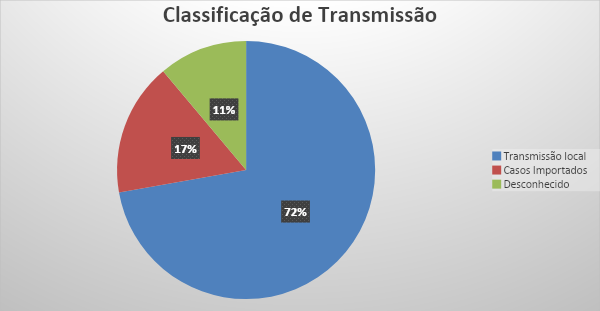 Classificação de Transmissão
11%
17%
72%
Transmissão local
Casos Importados
Desconhecido